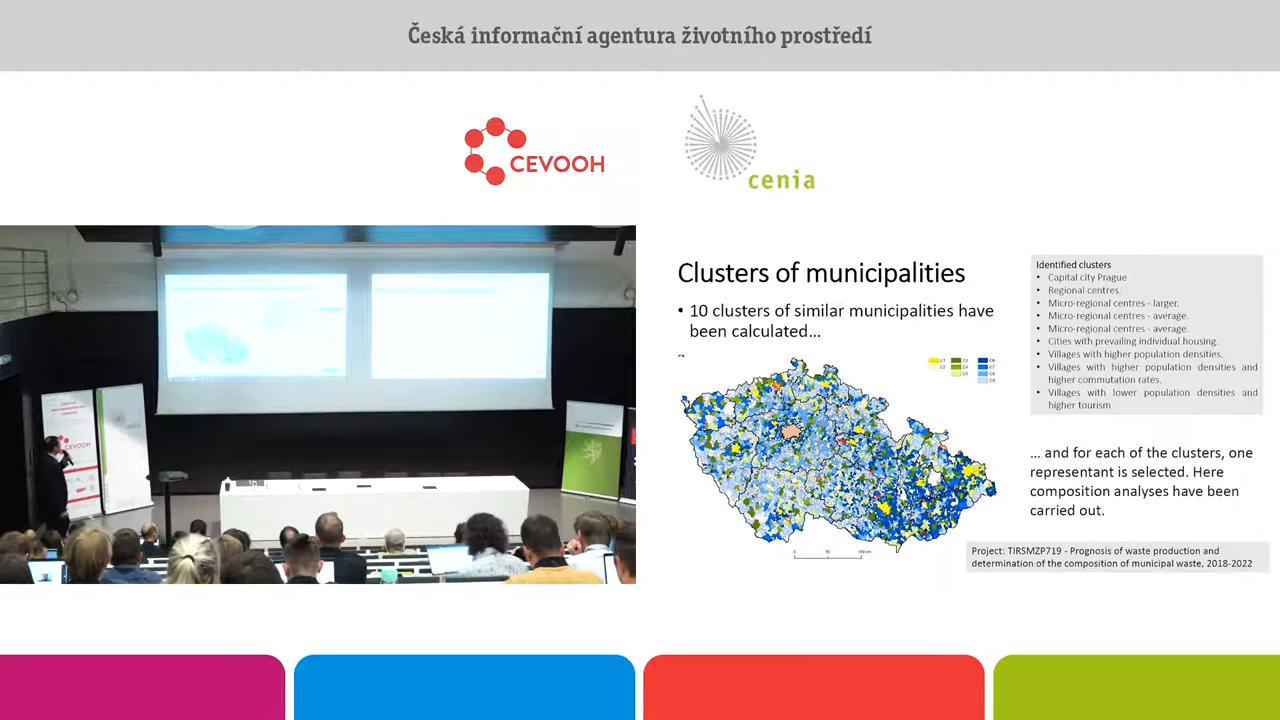 Česká informační agentura životního prostředí
CEVOOH
cenia
Clusters of municipalities
• 10 clusters of similar municipalities have
been calculated…
Identified clusters
• Capital city Prague
• Regional centres.
• Micro-regional centres - larger.
• Micro-regional centres - average.
• Micro-regional centres - average.
• Cities with prevailing individual housing.
• Villages with higher population densities.
• Villages with higher population densities and
higher commutation rates.
• Villages with lower population densities and
higher tourism
… and for each of the clusters, one
representant is selected. Here
composition analyses have been
carried out.
Project: TIRSMZP719 - Prognosis of waste production and
determination of the composition of municipal waste, 2018-2022
CEVOOH